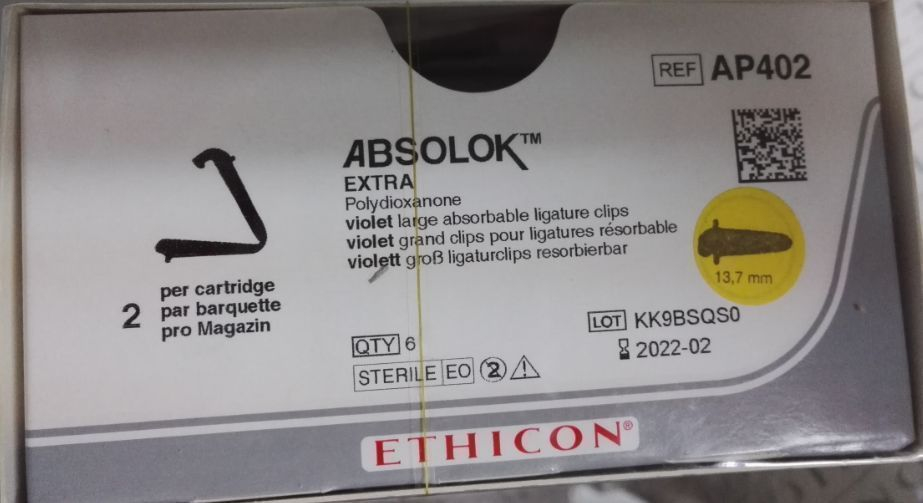 REF AP402
ABSOLOK™
EXTRA
Polydioxanone
violet large absorbable ligature clips
violet grand clips pour ligatures résorbable
violett groß ligaturclips resorbierbar
13,7 mm
2
per cartridge
par barquette
pro Magazin
QTY 6
LOT KK9BSQS0
2022-02
STERILE EO 2
ETHICON®